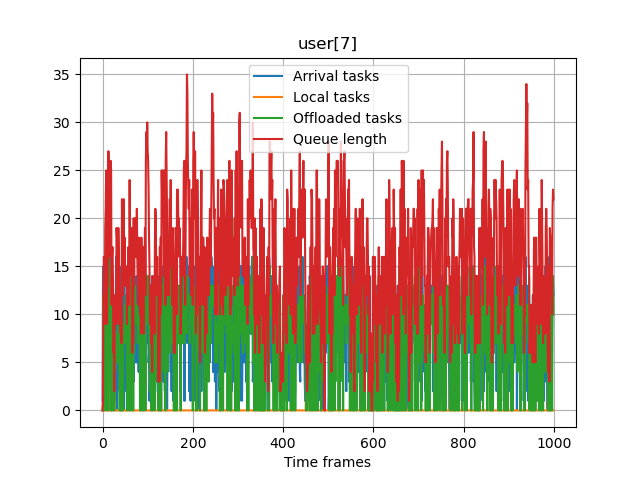 user[7]
35
30
25
20
15
10
5
0
Arrival tasks
Local tasks
Offloaded tasks
Queue length
0 200 400 600 800 1000
Time frames